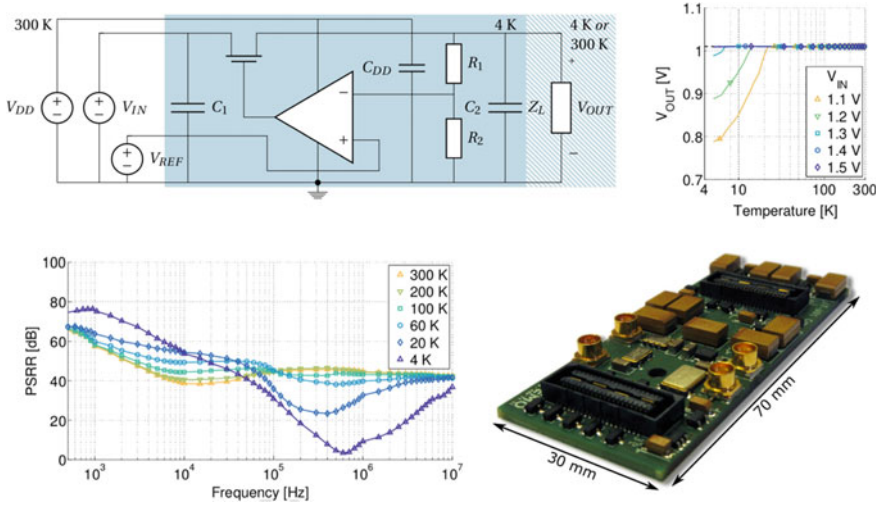 300 K
4 K
4 K or
300 K
V_DD
V_IN
V_REF
C_1
C_DD
R_1
R_2
C_2
Z_L
V_OUT
+
−
V_OUT [V]
1.1
1
0.9
0.8
0.7
4
10
100
300
Temperature [K]
V_IN
1.1 V
1.2 V
1.3 V
1.4 V
1.5 V
PSRR [dB]
100
80
60
40
20
0
10^3
10^4
10^5
10^6
10^7
Frequency [Hz]
300 K
200 K
100 K
60 K
20 K
4 K
30 mm
70 mm